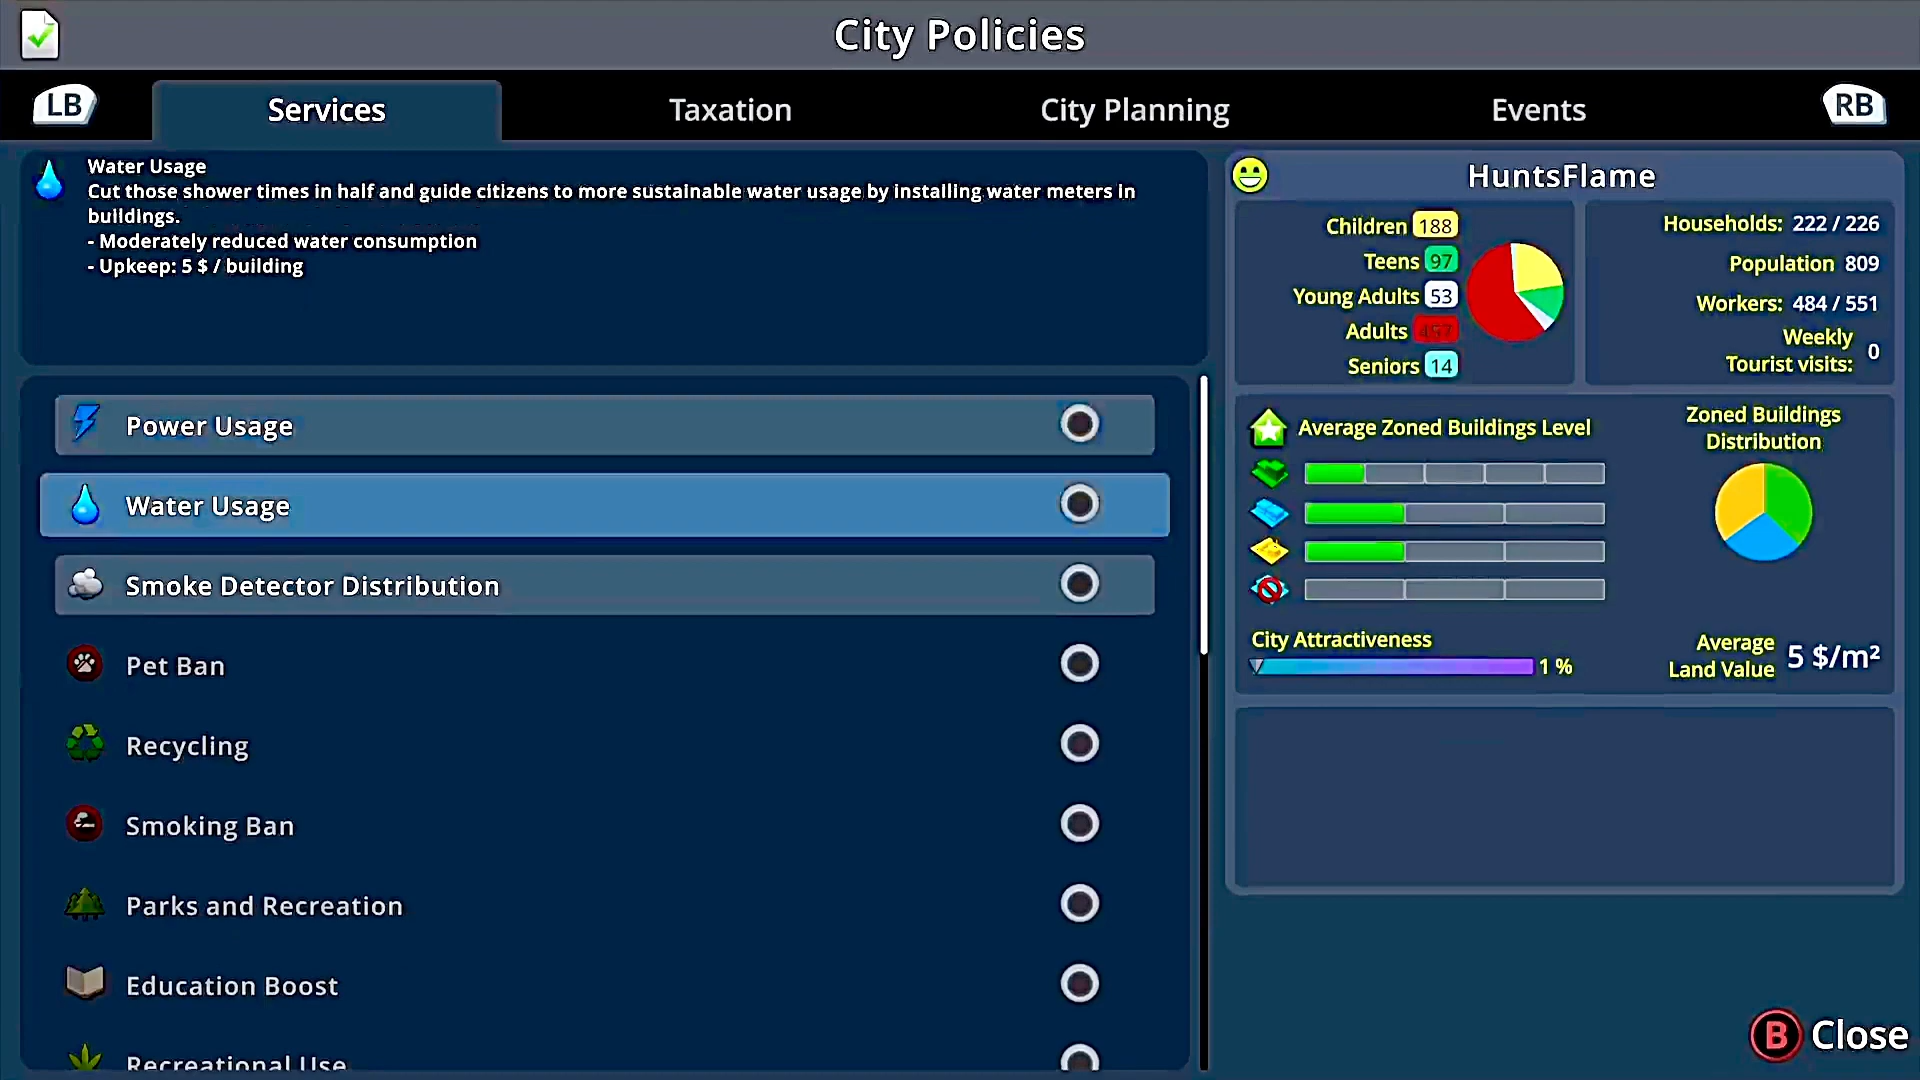 City Policies
LB
Services
Taxation
City Planning
Events
RB
Water Usage
Cut those shower times in half and guide citizens to more sustainable water usage by installing water meters in
buildings.
- Moderately reduced water consumption
- Upkeep: 5 $ / building
Power Usage
Water Usage
Smoke Detector Distribution
Pet Ban
Recycling
Smoking Ban
Parks and Recreation
Education Boost
Recreational Use
HuntsFlame
Children 188
Teens 97
Young Adults 53
Adults 457
Seniors 14
Households: 222 / 226
Population 809
Workers: 484 / 551
Weekly
Tourist visits: 0
Average Zoned Buildings Level
Zoned Buildings
Distribution
City Attractiveness
1 %
Average
Land Value 5 $/m²
B Close